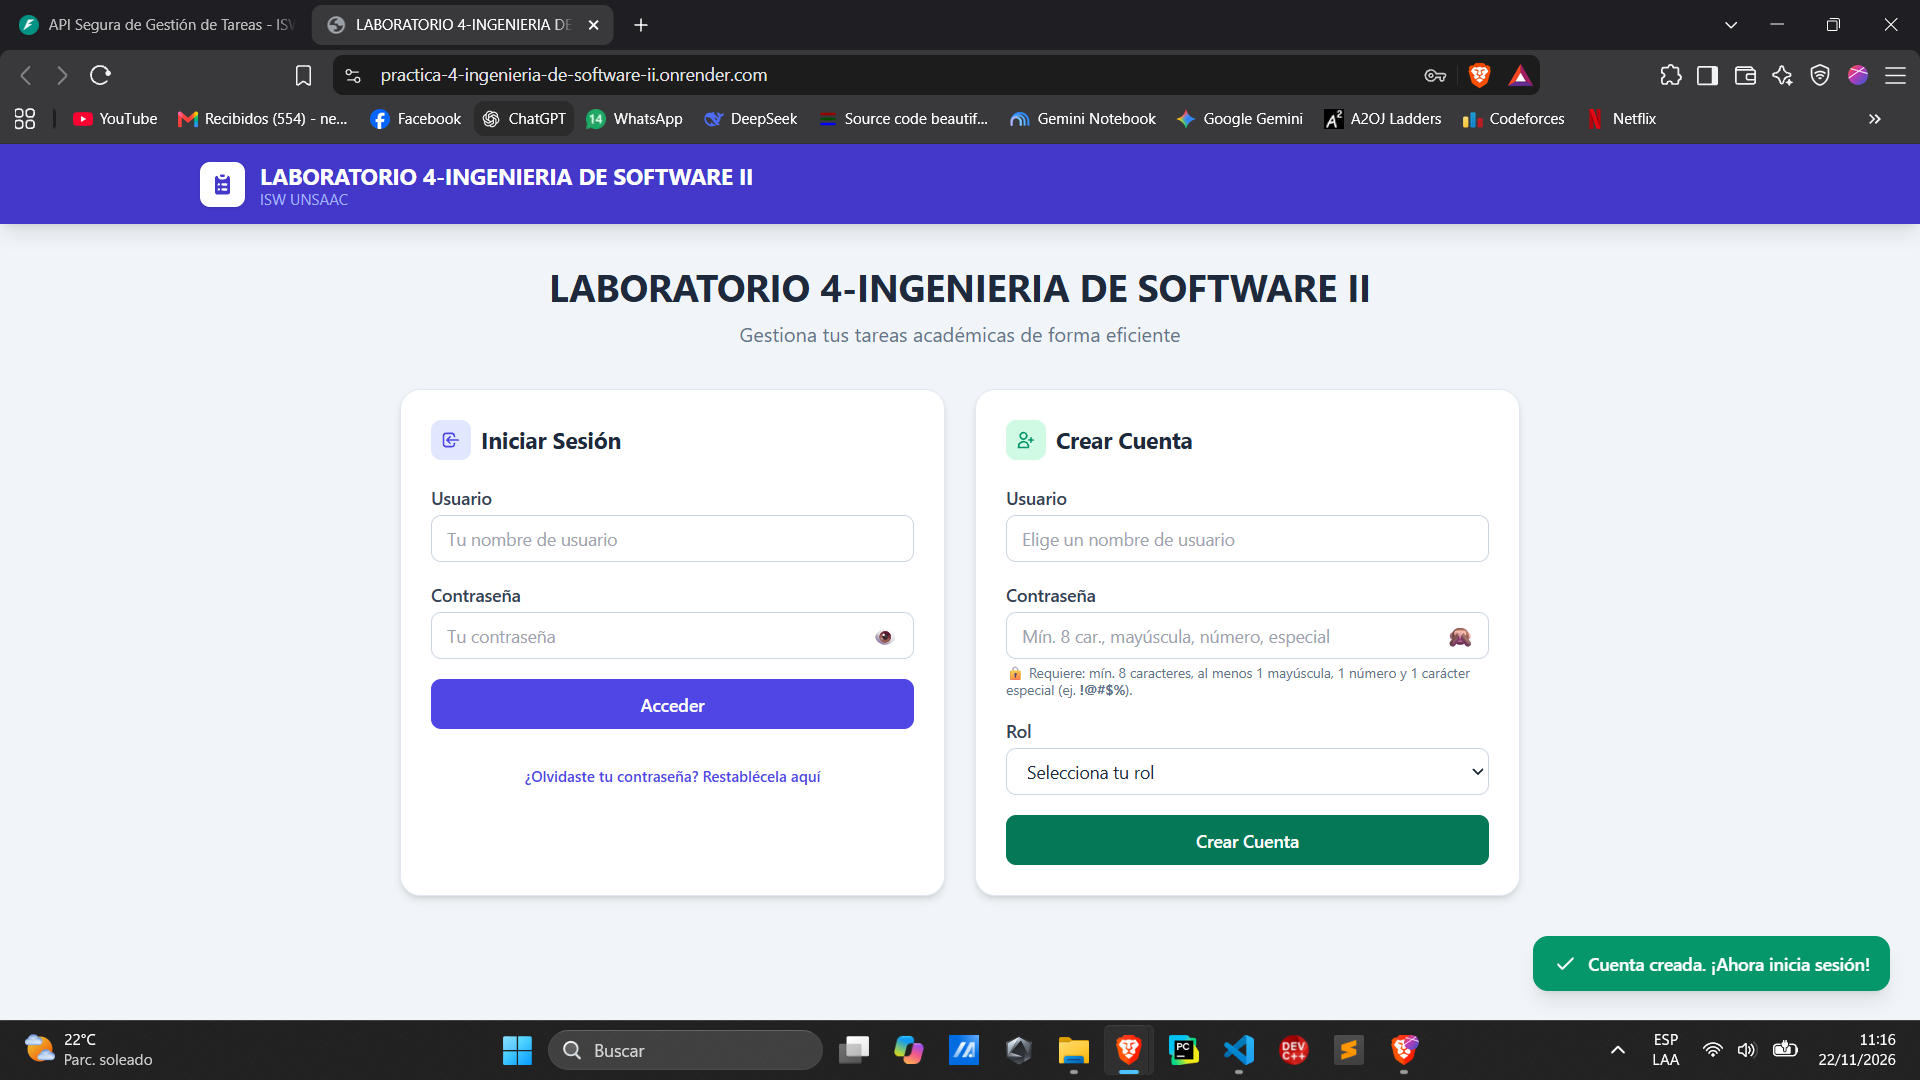 API Segura de Gestión de Tareas - ISW
LABORATORIO 4-INGENIERIA DE
practica-4-ingenieria-de-software-ii.onrender.com
YouTube
Recibidos (554) - ne...
Facebook
ChatGPT
14
WhatsApp
DeepSeek
Source code beautif...
Gemini Notebook
Google Gemini
A2OJ Ladders
Codeforces
Netflix
LABORATORIO 4-INGENIERIA DE SOFTWARE II
ISW UNSAAC
LABORATORIO 4-INGENIERIA DE SOFTWARE II
Gestiona tus tareas académicas de forma eficiente
Iniciar Sesión
Usuario
Tu nombre de usuario
Contraseña
Tu contraseña
Acceder
¿Olvidaste tu contraseña? Restablécela aquí
Crear Cuenta
Usuario
Elige un nombre de usuario
Contraseña
Mín. 8 car., mayúscula, número, especial
Requiere: mín. 8 caracteres, al menos 1 mayúscula, 1 número y 1 carácter
especial (ej. !@#$%).
Rol
Selecciona tu rol
Crear Cuenta
Cuenta creada. ¡Ahora inicia sesión!
22°C
Parc. soleado
Buscar
PC
DEV
C++
ESP
LAA
11:16
22/11/2026